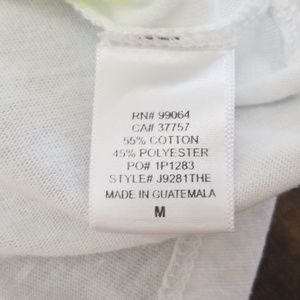 RN# 99064
CA# 37757
55% COTTON
45% POLYESTER
PO# 1P1283
STYLE# J9281THE
MADE IN GUATEMALA
M